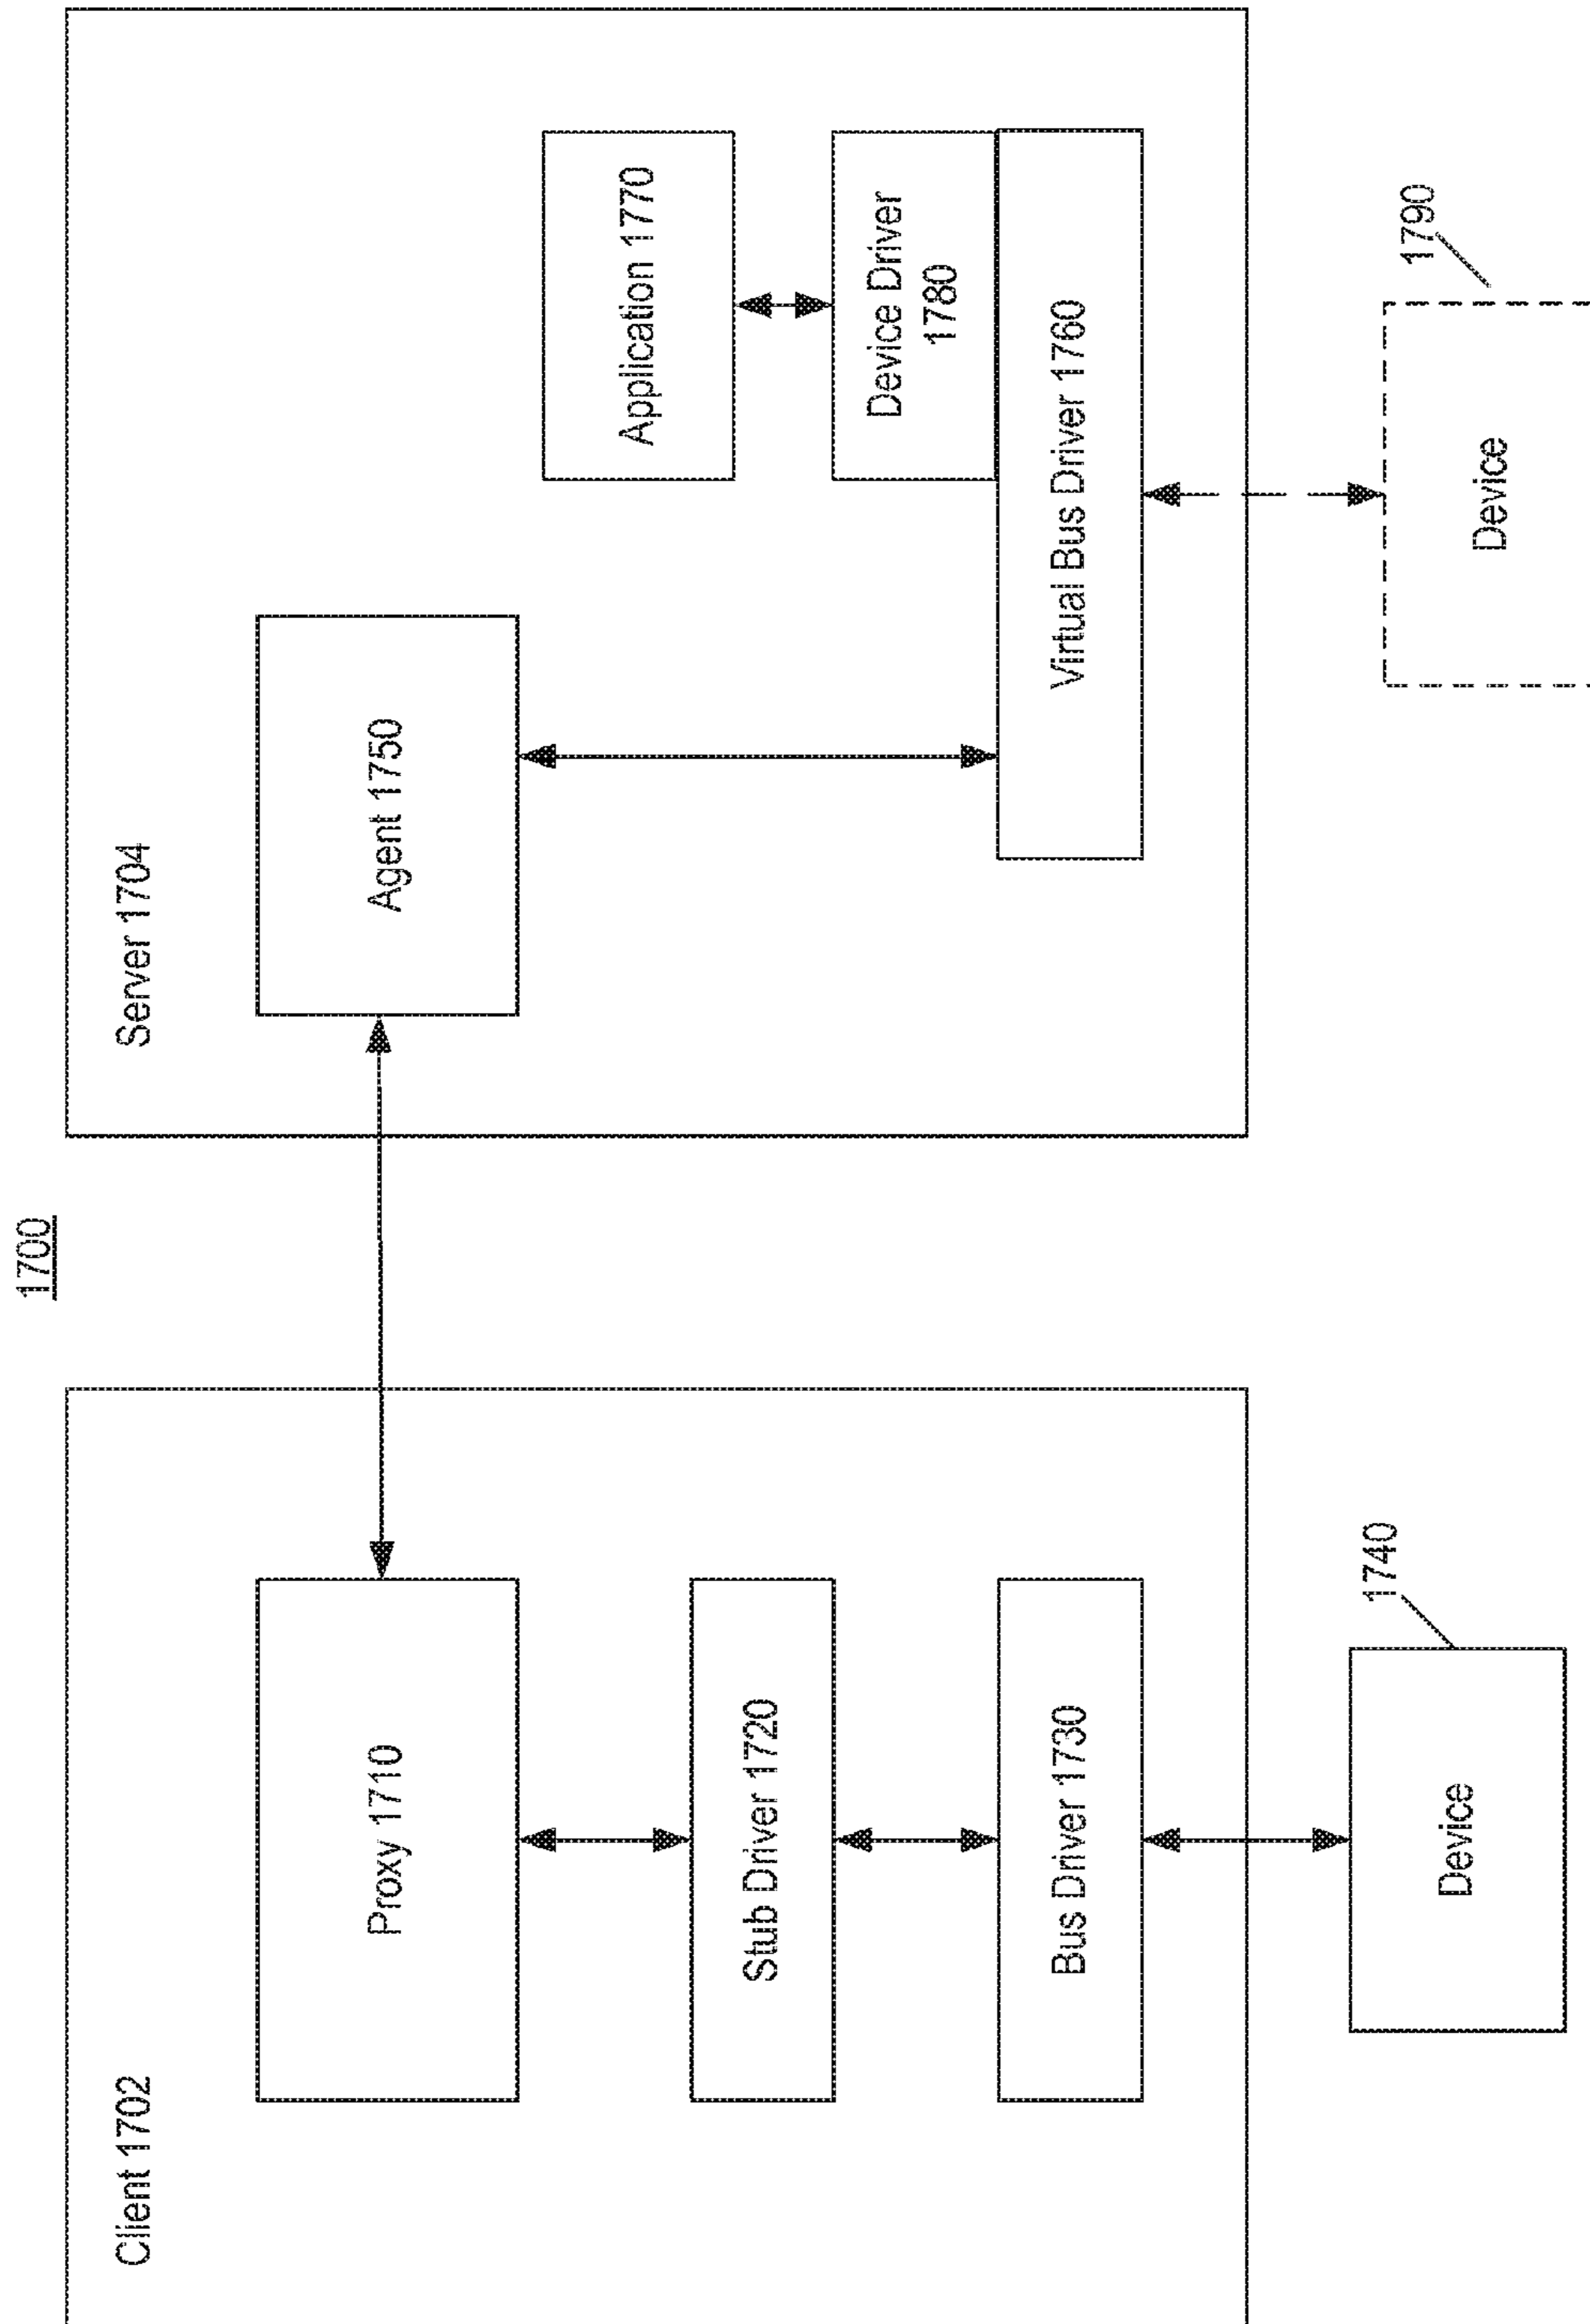 1700
Client 1702
Proxy 1710
Stub Driver 1720
Bus Driver 1730
Device
1740
Server 1704
Agent 1750
Application 1770
Device Driver
1780
Virtual Bus Driver 1760
Device
1790